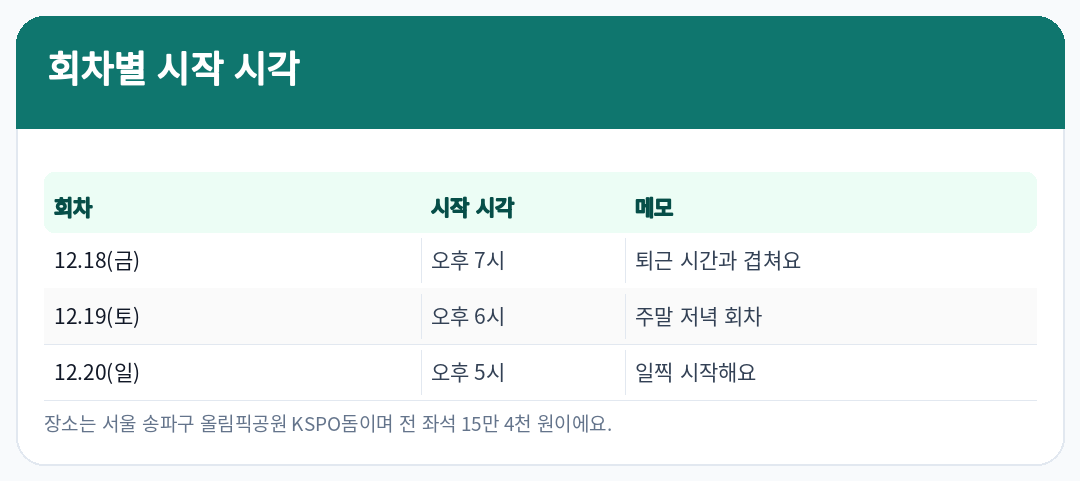 회차별 시작 시각
회차 시작 시각 메모
12.18(금) 오후 7시 퇴근 시간과 겹쳐요
12.19(토) 오후 6시 주말 저녁 회차
12.20(일) 오후 5시 일찍 시작해요
장소는 서울 송파구 올림픽공원 KSPO돔이며 전 좌석 15만 4천 원이에요.